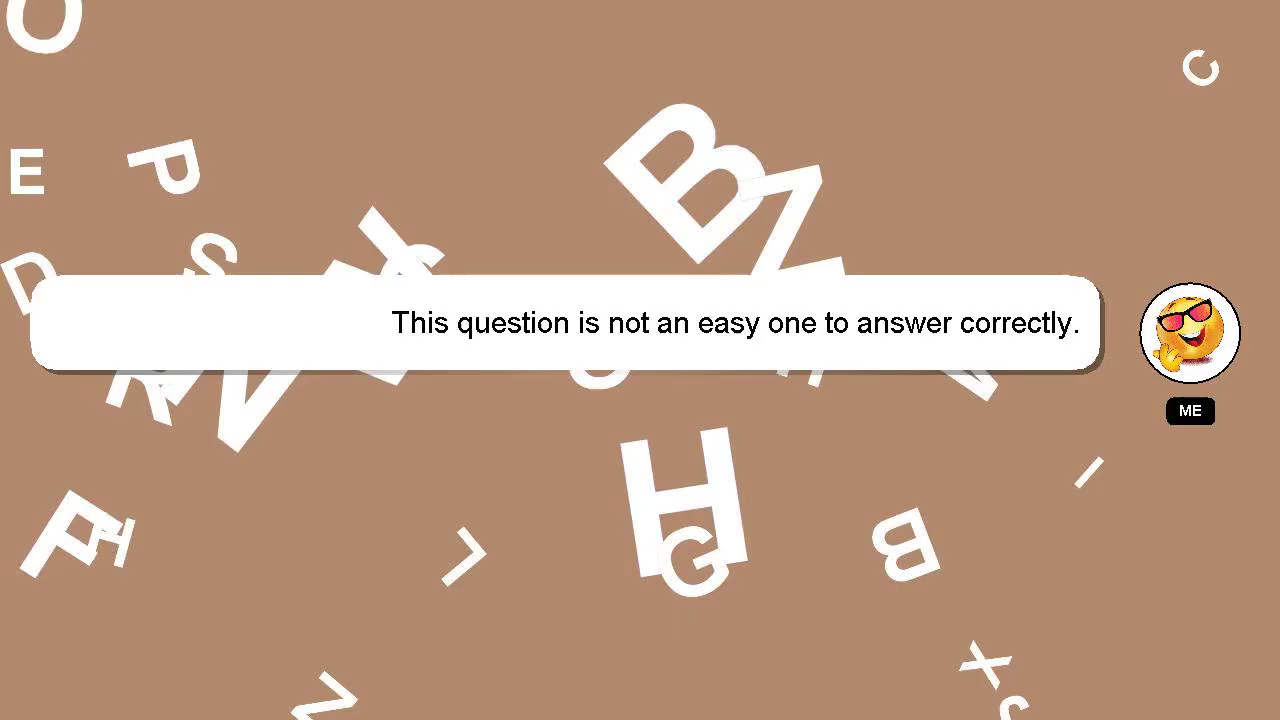 This question is not an easy one to answer correctly.
ME
O
C
E
P
B
Z
S
D
R
H
G
F
H
L
B
I
X
Z